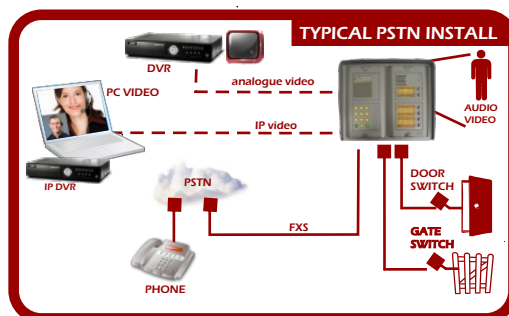 TYPICAL PSTN INSTALL
DVR
analogue video
PC VIDEO
AUDIO
VIDEO
IP video
IP DVR
PSTN
DOOR
SWITCH
FXS
GATE
SWITCH
PHONE